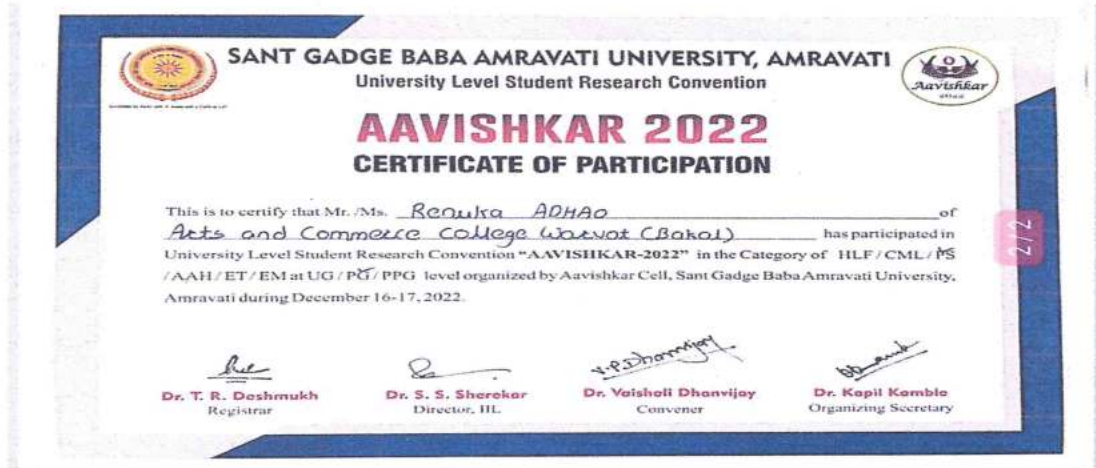 SANT GADGE BABA AMRAVATI UNIVERSITY, AMRAVATI
University Level Student Research Convention
Aavishkar
AAVISHKAR 2022
CERTIFICATE OF PARTICIPATION
This is to certify that Mr. /Ms. Renuka ADHAO of
Arts and Commerce College Warvat (Bakal) has participated in
University Level Student Research Convention “AAVISHKAR-2022” in the Category of HLF / CML / PS
/ AAH / ET / EM at UG / PG / PPG level organized by Aavishkar Cell, Sant Gadge Baba Amravati University,
Amravati during December 16-17, 2022.
2/2
V.P.Dhanvijay
Dr. T. R. Deshmukh
Dr. S. S. Sherekar
Dr. Vaishali Dhanvijay
Dr. Kapil Kamble
Registrar
Director, IIL
Convener
Organizing Secretary